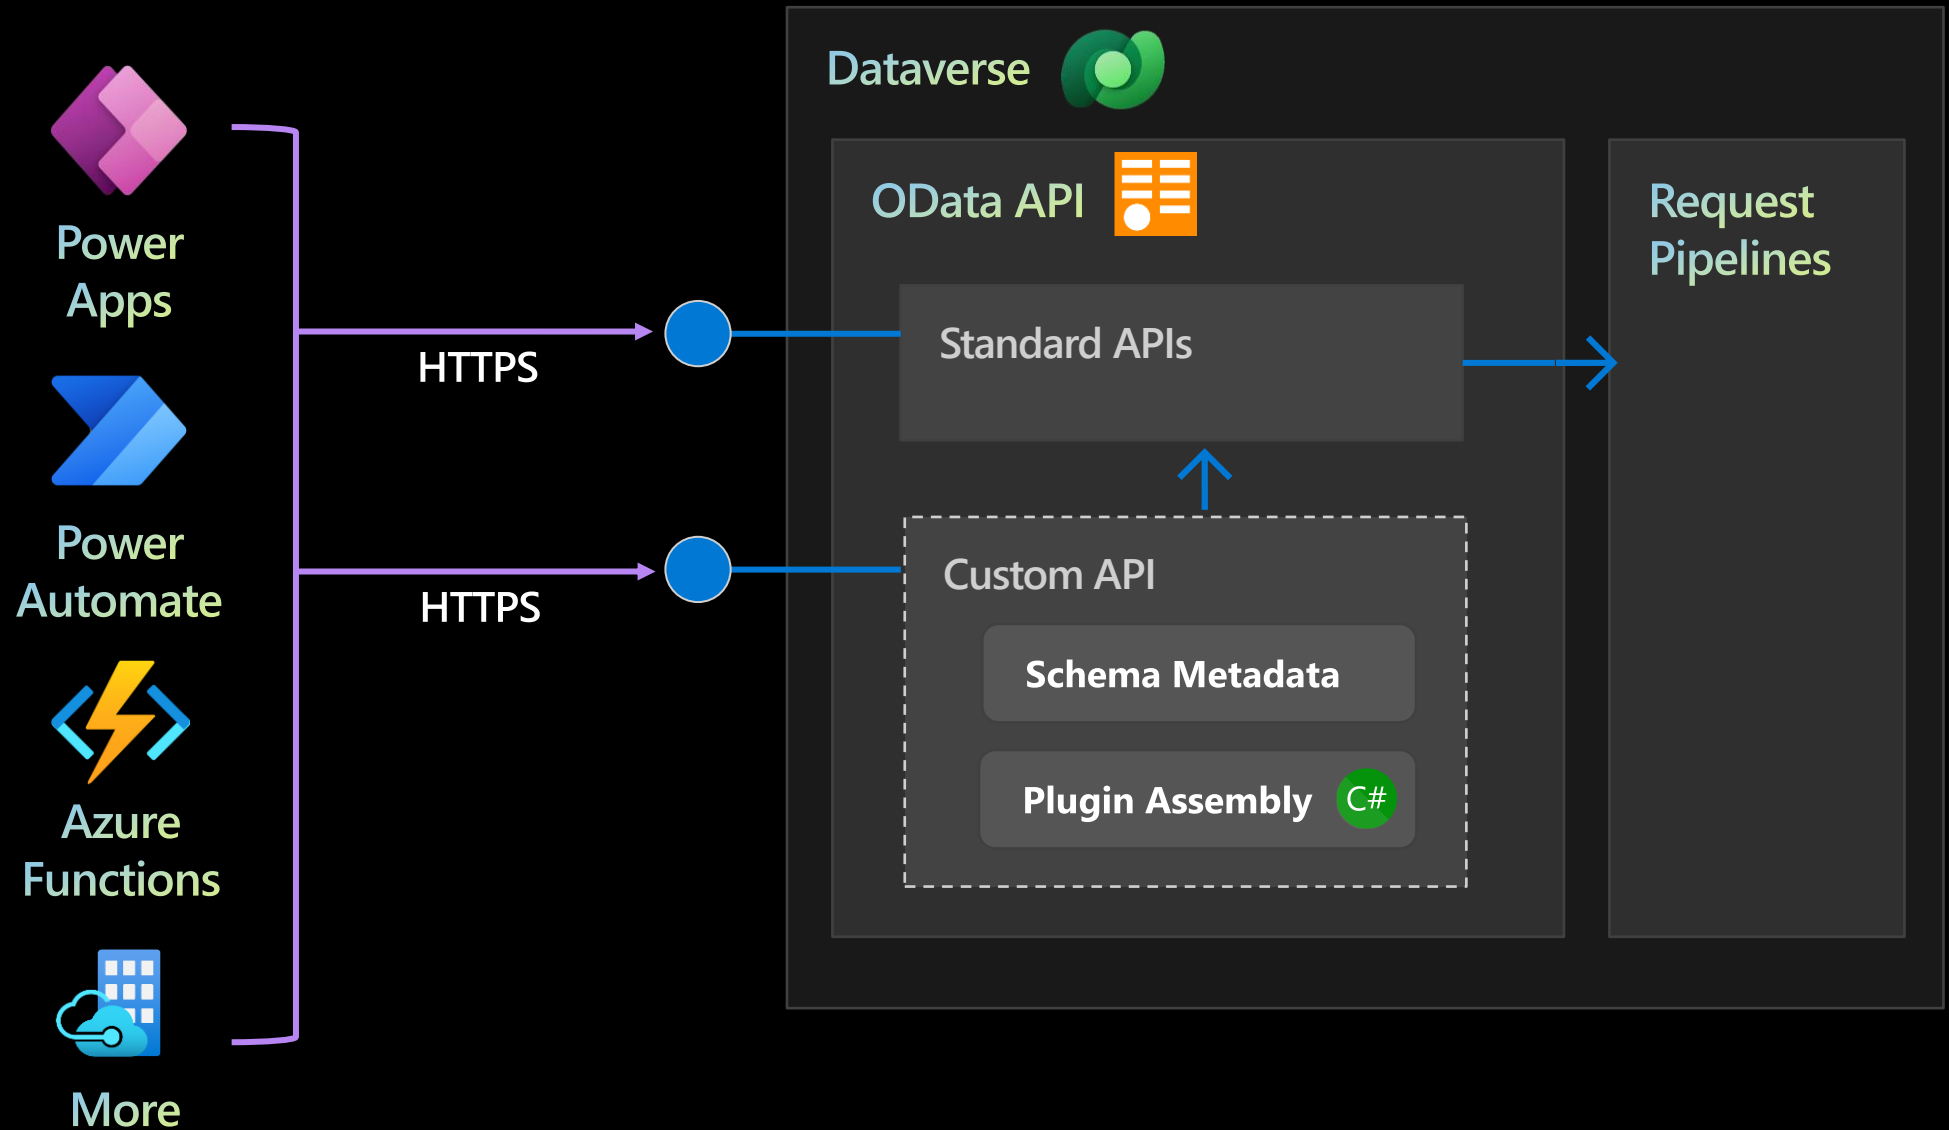 Power
Apps
Power
Automate
Azure
Functions
More
HTTPS
HTTPS
Dataverse
OData API
Standard APIs
Custom API
Schema Metadata
Plugin Assembly
C#
Request
Pipelines